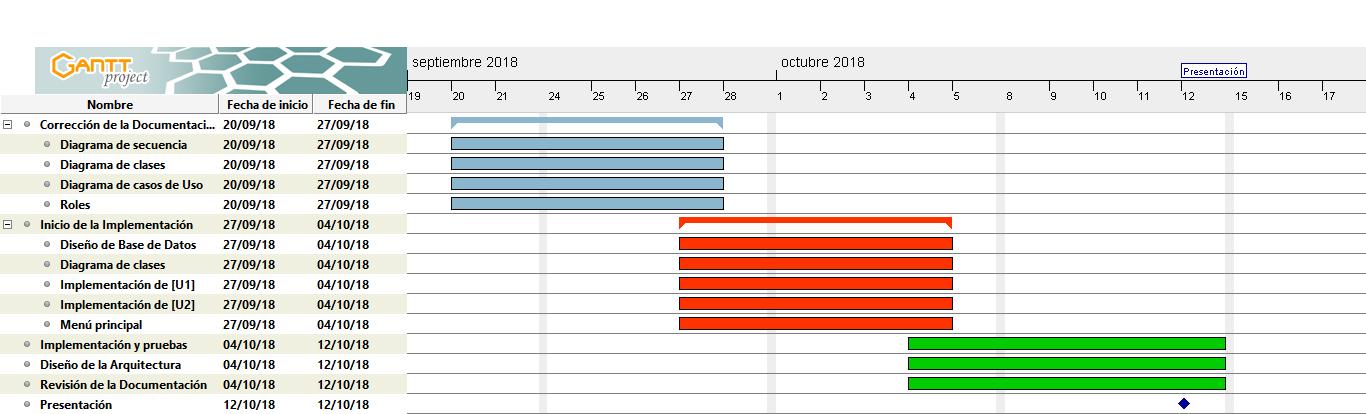 GANTT
project
septiembre 2018
octubre 2018
Presentación
19 20 21 24 25 26 27 28 1 2 3 4 5 8 9 10 11 12 15 16 17
Nombre Fecha de inicio Fecha de fin
Corrección de la Documentaci... 20/09/18 27/09/18
Diagrama de secuencia 20/09/18 27/09/18
Diagrama de clases 20/09/18 27/09/18
Diagrama de casos de Uso 20/09/18 27/09/18
Roles 20/09/18 27/09/18
Inicio de la Implementación 27/09/18 04/10/18
Diseño de Base de Datos 27/09/18 04/10/18
Diagrama de clases 27/09/18 04/10/18
Implementación de [U1] 27/09/18 04/10/18
Implementación de [U2] 27/09/18 04/10/18
Menú principal 27/09/18 04/10/18
Implementación y pruebas 04/10/18 12/10/18
Diseño de la Arquitectura 04/10/18 12/10/18
Revisión de la Documentación 04/10/18 12/10/18
Presentación 12/10/18 12/10/18